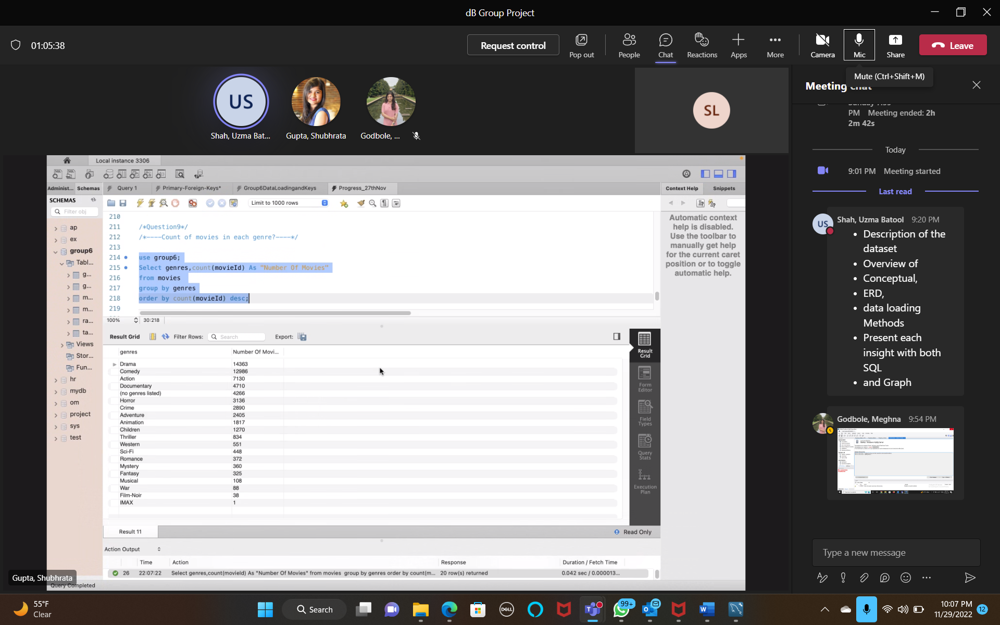 dB Group Project
01:05:38
Request control
Pop out
People
Chat
Reactions
Apps
More
Camera
Mic
Share
Leave
Mute (Ctrl+Shift+M)
US
Shah, Uzma Bat...
Gupta, Shubhrata
Godbole, ...
SL
Meeting chat
PM Meeting ended: 2h
2m 42s
Today
9:01 PM Meeting started
Last read
US
Shah, Uzma Batool 9:20 PM
• Description of the
dataset
• Overview of
• Conceptual,
• ERD,
• data loading
Methods
• Present each
insight with both
SQL
• and Graph
Godbole, Meghna 9:54 PM
Type a new message
Local instance 3306
Administ... Schemas
Query 1
Primary-Foreign-Keys*
Group6DataLoadingandKeys
Progress_27thNov
Context Help
Snippets
SCHEMAS
Filter obj
ap
ex
group6
Tabl...
g...
g...
m...
m...
ra...
ta...
Views
Stor...
Fun...
hr
mydb
om
project
sys
test
Limit to 1000 rows
210
211 /*Question9*/
212 /*----Count of movies in each genre?----*/
213
214 use group6;
215 Select genres,count(movieId) As "Number Of Movies"
216 from movies
217 group by genres
218 order by count(movieId) desc;
219
100% 30:218
Automatic context
help is disabled.
Use the toolbar to
manually get help
for the current caret
position or to toggle
automatic help.
Result Grid
Filter Rows:
Search
Export:
genres Number Of Movi...
Drama 14363
Comedy 12986
Action 7130
Documentary 4710
(no genres listed) 4266
Horror 3136
Crime 2890
Adventure 2405
Animation 1817
Children 1270
Thriller 834
Western 551
Sci-Fi 448
Romance 372
Mystery 360
Fantasy 325
Musical 108
War 88
Film-Noir 38
IMAX 1
Result
Grid
Form
Editor
Field
Types
Query
Stats
Execution
Plan
Result 11
Read Only
Action Output
Time Action Response Duration / Fetch Time
26 22:07:22 Select genres,count(movieId) As "Number Of Movies" from movies group by genres order by count(m... 20 row(s) returned 0.042 sec / 0.000013...
Gupta, Shubhrata
Query Completed
55°F
Clear
Search
DELL
99+
10:07 PM
11/29/2022
12